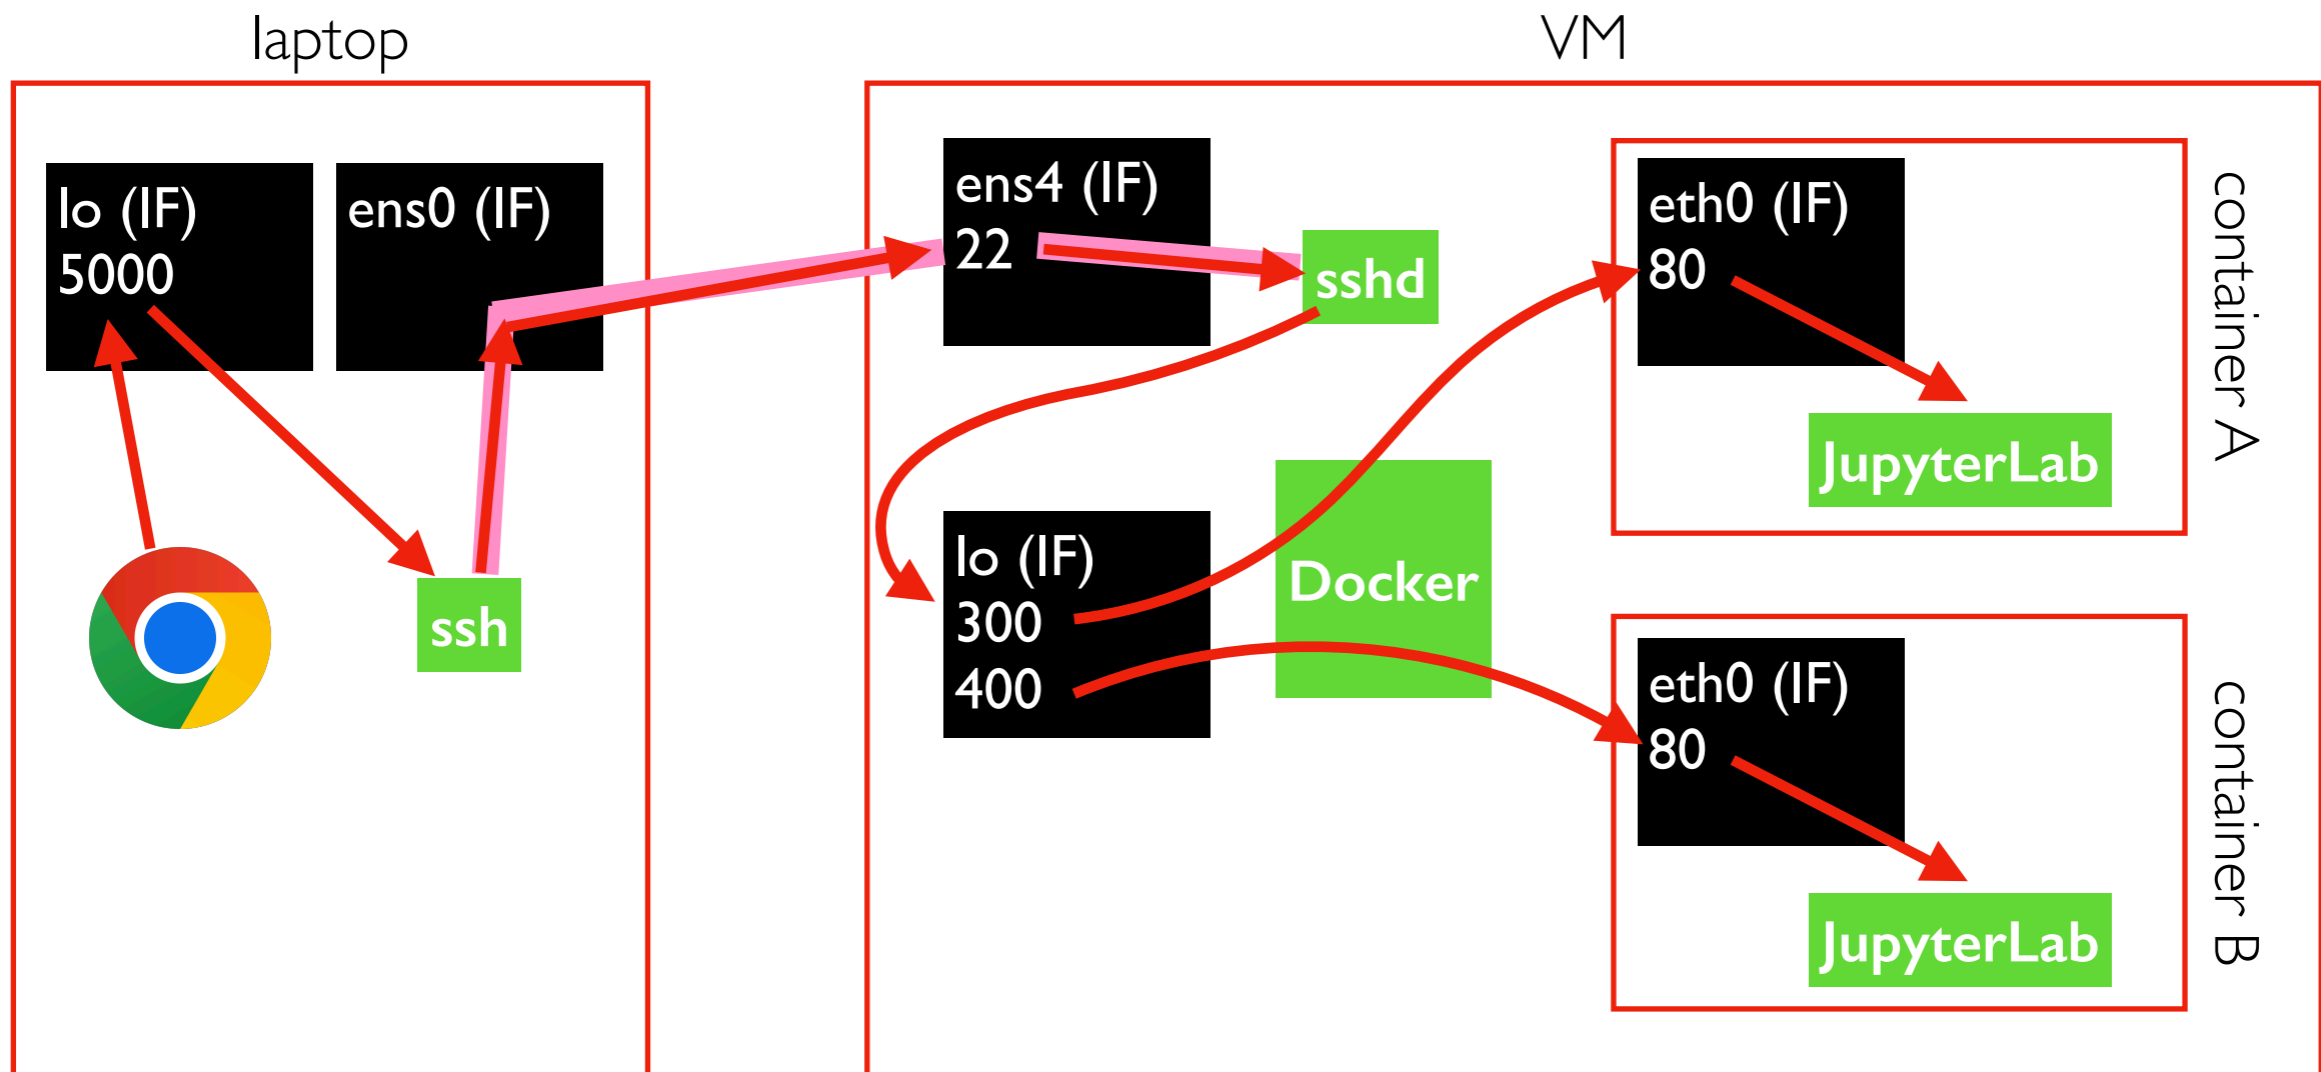 laptop
lo (IF)
5000
ens0 (IF)
ssh
VM
ens4 (IF)
22
sshd
lo (IF)
300
400
Docker
eth0 (IF)
80
JupyterLab
container A
eth0 (IF)
80
JupyterLab
container B